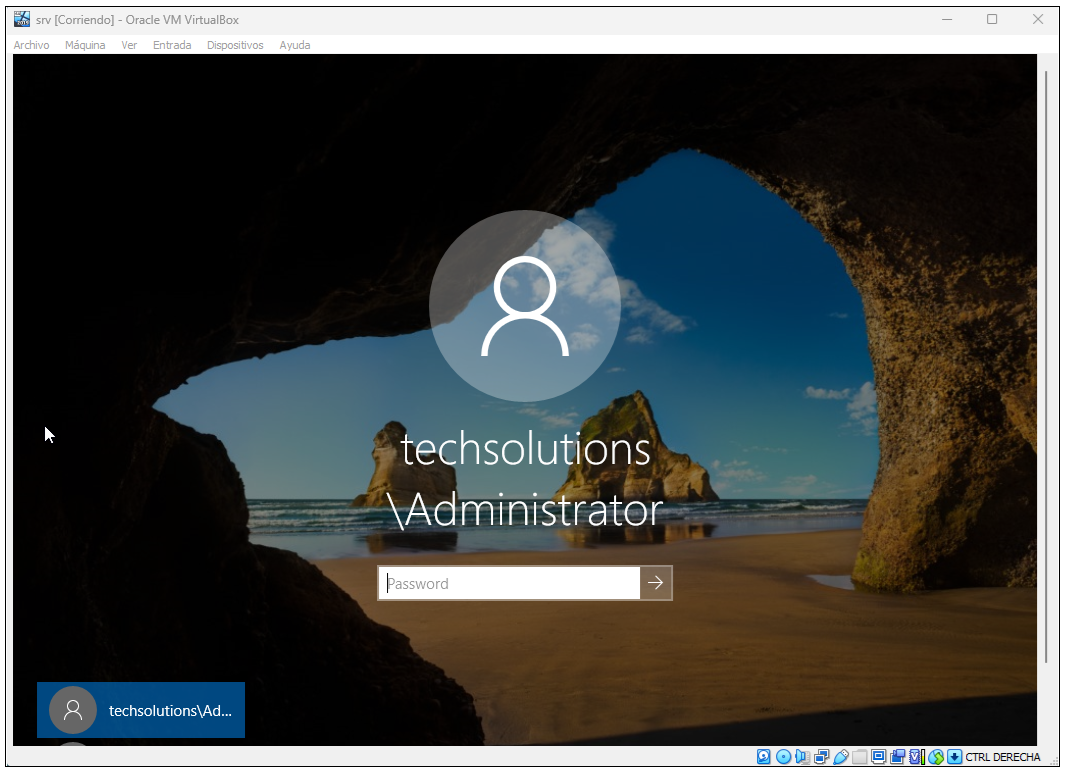 srv [Corriendo] - Oracle VM VirtualBox
Archivo Máquina Ver Entrada Dispositivos Ayuda
techsolutions
\Administrator
Password
techsolutions\Ad...
CTRL DERECHA